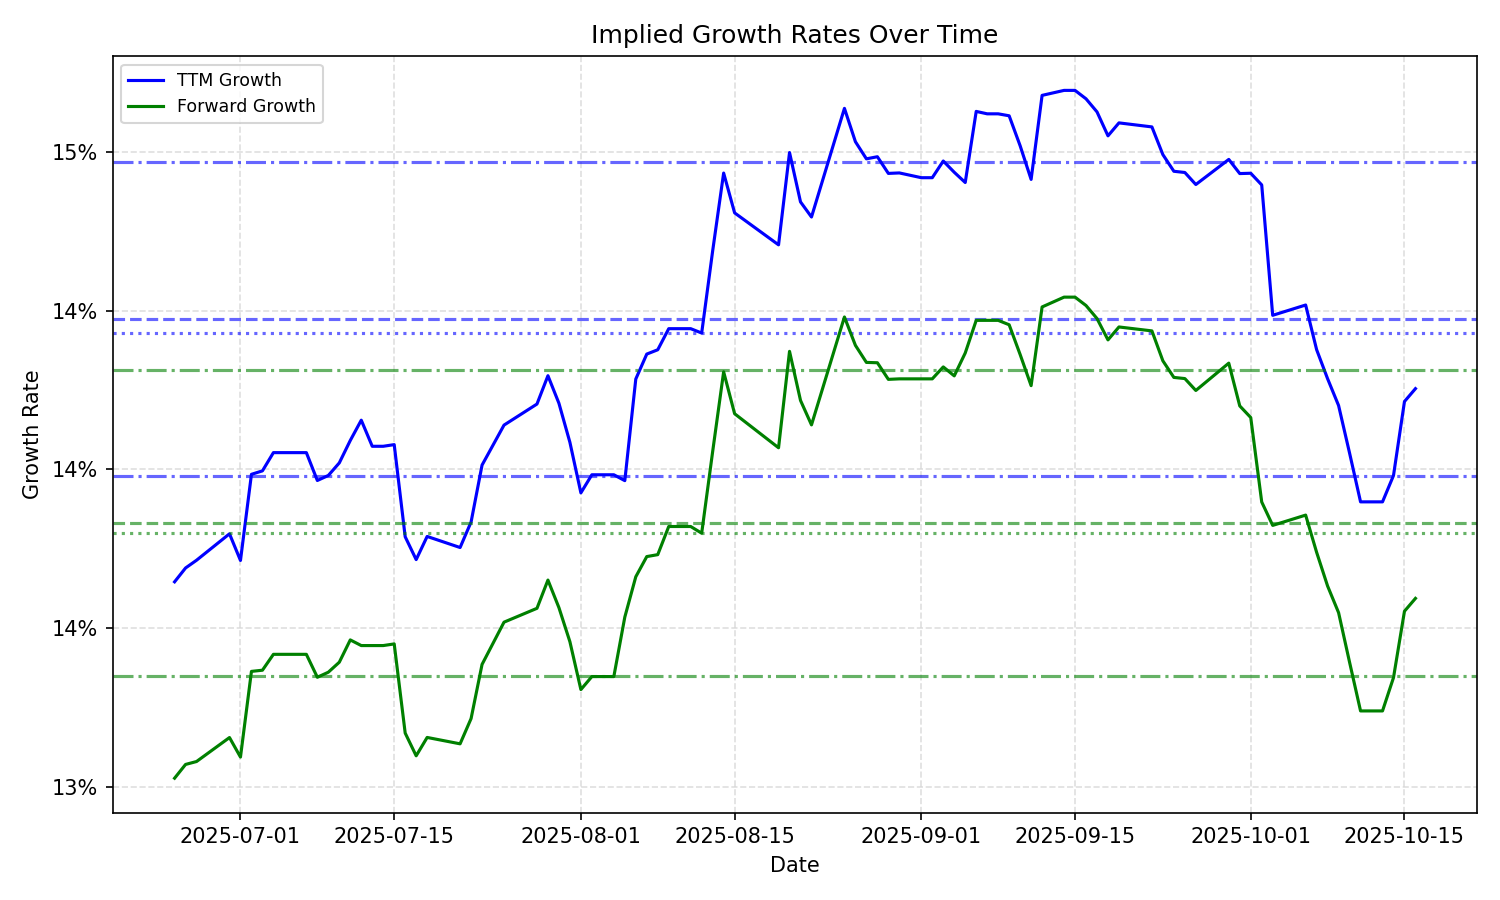 Implied Growth Rates Over Time
TTM Growth
Forward Growth
15%
14%
14%
14%
13%
Growth Rate
2025-07-01
2025-07-15
2025-08-01
2025-08-15
2025-09-01
2025-09-15
2025-10-01
2025-10-15
Date